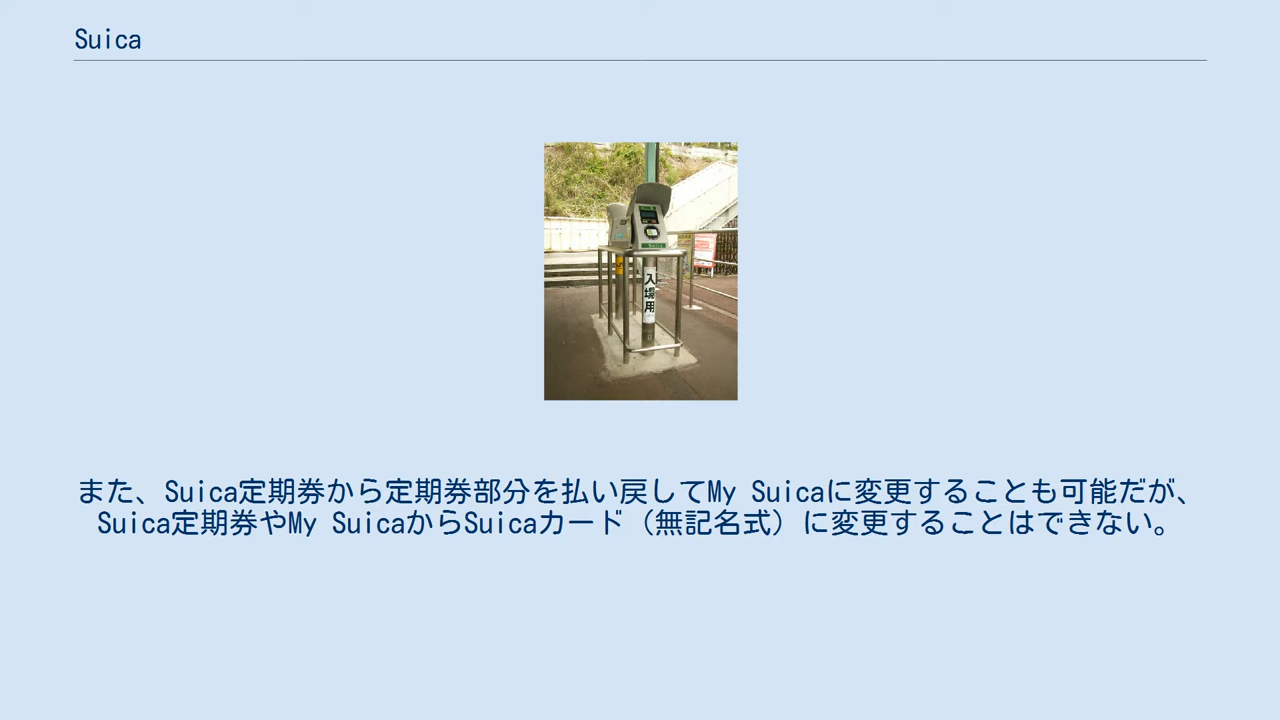 Suica
入場用
また、Suica定期券から定期券部分を払い戻してMy Suicaに変更することも可能だが、
Suica定期券やMy SuicaからSuicaカード（無記名式）に変更することはできない。